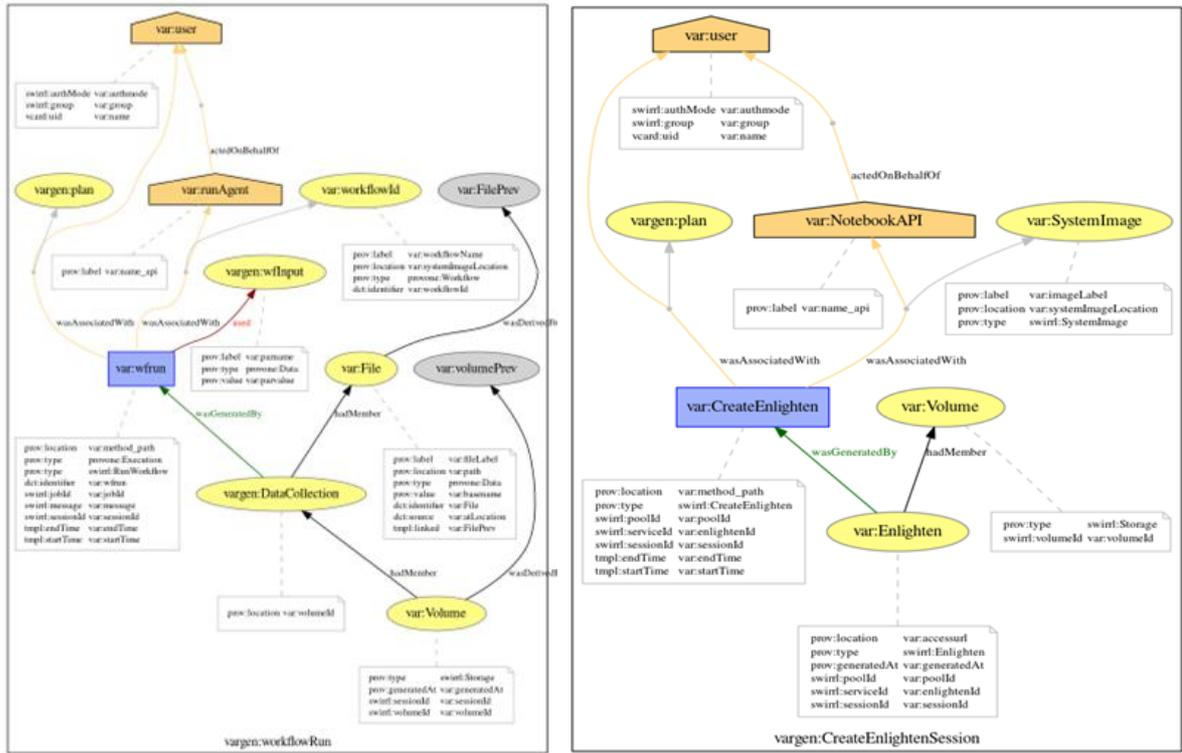 var:user
swirrl:authMode var:authmode
swirrl:group var:group
vcard:uid var:name
actedOnBehalfOf
vargen:plan
var:runAgent
var:workflowId
var:FilePrev
prov:label var:name_api
prov:label var:workflowName
prov:location var:systemImageLocation
prov:type provone:Workflow
dct:identifier var:workflowId
vargen:wfInput
wasAssociatedWith
wasAssociatedWith
used
wasDerivedF
prov:label var:parname
prov:type provone:Data
prov:value var:parvalue
var:wfrun
var:File
var:volumePrev
wasGeneratedBy
hadMember
prov:location var:method_path
prov:type provone:Execution
prov:type swirrl:RunWorkflow
dct:identifier var:wfrun
swirrl:jobId var:jobId
swirrl:message var:message
swirrl:sessionId var:sessionId
tmpl:endTime var:endTime
tmpl:startTime var:startTime
prov:label var:fileLabel
prov:location var:path
prov:type provone:Data
prov:value var:basename
dct:identifier var:File
dct:source var:atLocation
tmpl:linked var:FilePrev
vargen:DataCollection
hadMember
wasDerivedF
prov:location var:volumeId
var:Volume
prov:type swirrl:Storage
prov:generatedAt var:generatedAt
swirrl:sessionId var:sessionId
swirrl:volumeId var:volumeId
vargen:workflowRun
var:user
swirrl:authMode var:authmode
swirrl:group var:group
vcard:uid var:name
actedOnBehalfOf
vargen:plan
var:NotebookAPI
var:SystemImage
prov:label var:name_api
prov:label var:imageLabel
prov:location var:systemImageLocation
prov:type swirrl:SystemImage
wasAssociatedWith
wasAssociatedWith
var:CreateEnlighten
var:Volume
wasGeneratedBy
hadMember
prov:location var:method_path
prov:type swirrl:CreateEnlighten
swirrl:poolId var:poolId
swirrl:serviceId var:enlightenId
swirrl:sessionId var:sessionId
tmpl:endTime var:endTime
tmpl:startTime var:startTime
var:Enlighten
prov:type swirrl:Storage
swirrl:volumeId var:volumeId
prov:location var:accessurl
prov:type swirrl:Enlighten
prov:generatedAt var:generatedAt
swirrl:poolId var:poolId
swirrl:serviceId var:enlightenId
swirrl:sessionId var:sessionId
vargen:CreateEnlightenSession